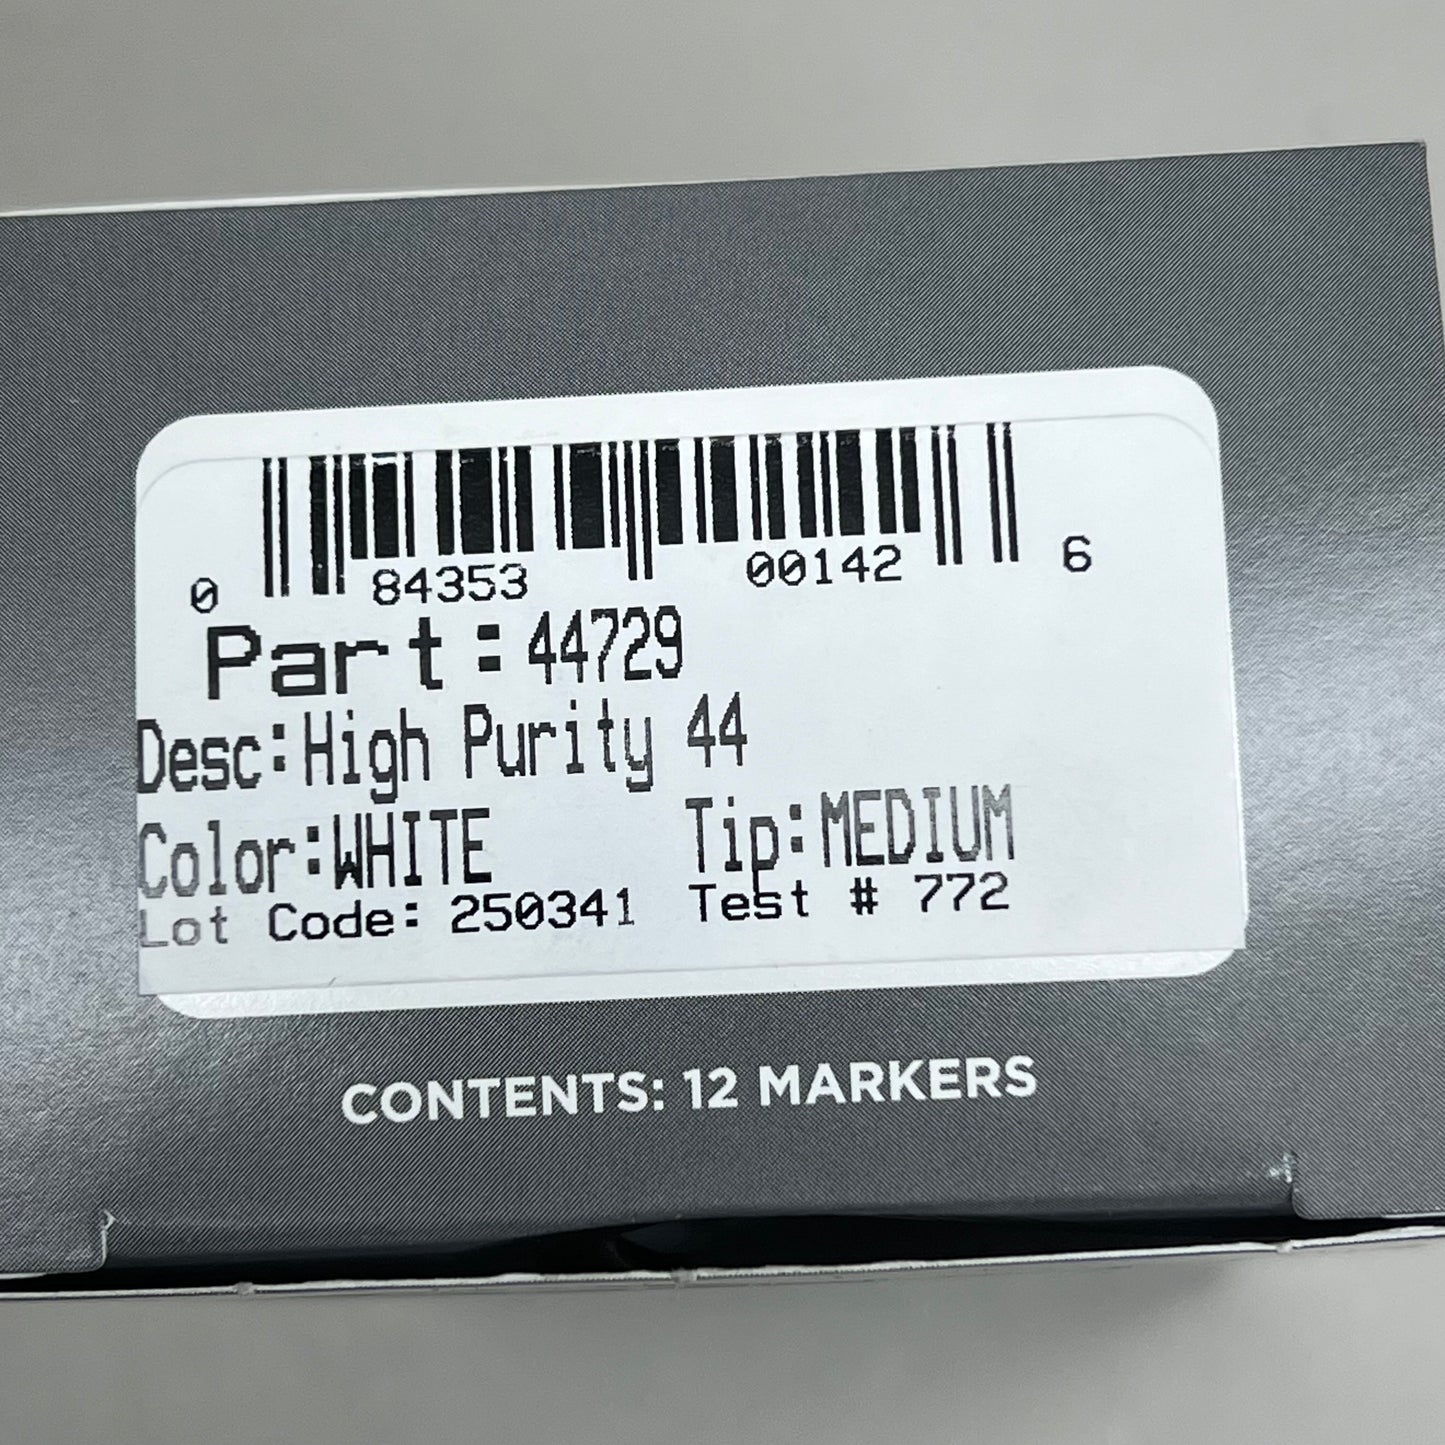 0 84353 00142 6
Part:44729
Desc:High Purity 44
Color:WHITE Tip:MEDIUM
Lot Code: 250341 Test # 772
CONTENTS: 12 MARKERS